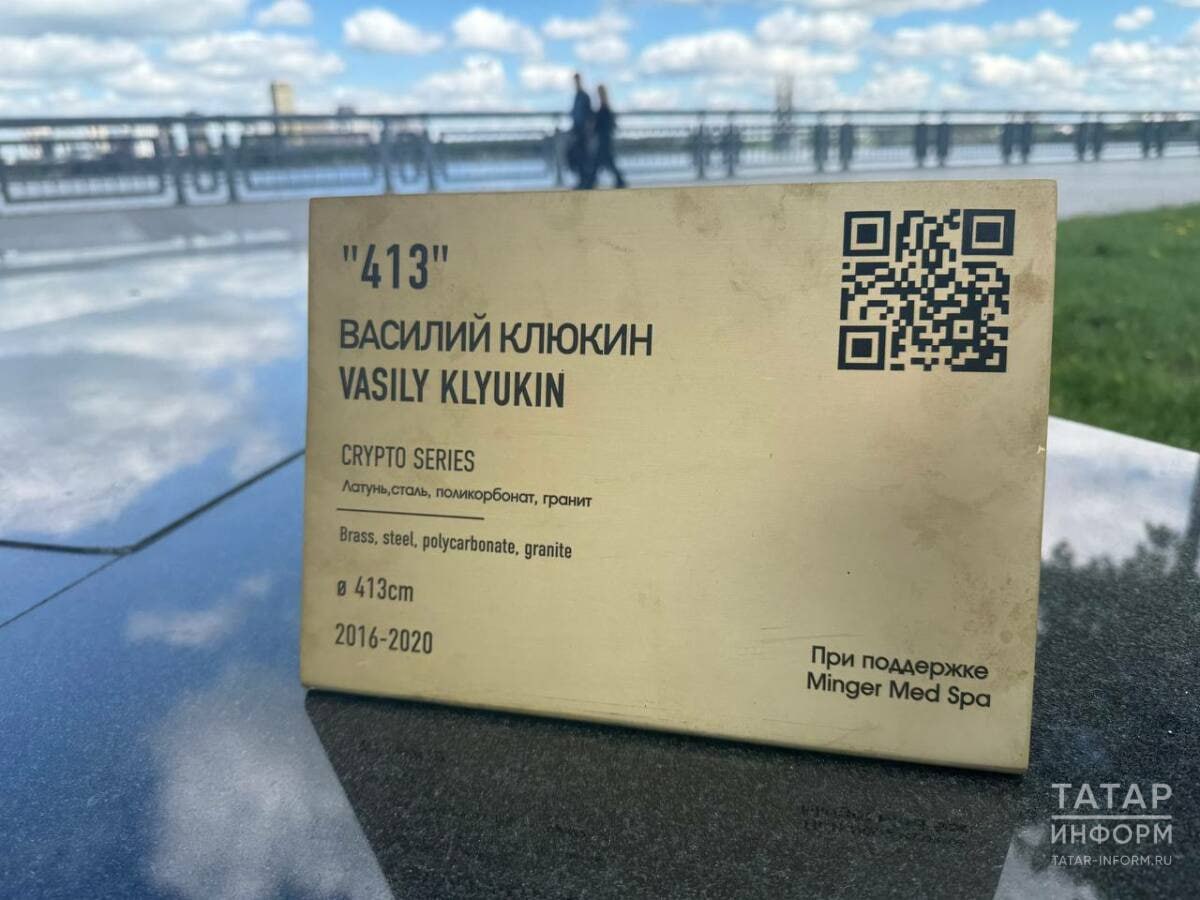 "413"
ВАСИЛИЙ КЛЮКИН
VASILY KLYUKIN
CRYPTO SERIES
Латунь,сталь, поликорбонат, гранит
Brass, steel, polycarbonate, granite
ø 413cm
2016-2020
При поддержке
Minger Med Spa
ТАТАР
ИНФОРМ
TATAR-INFORM.RU